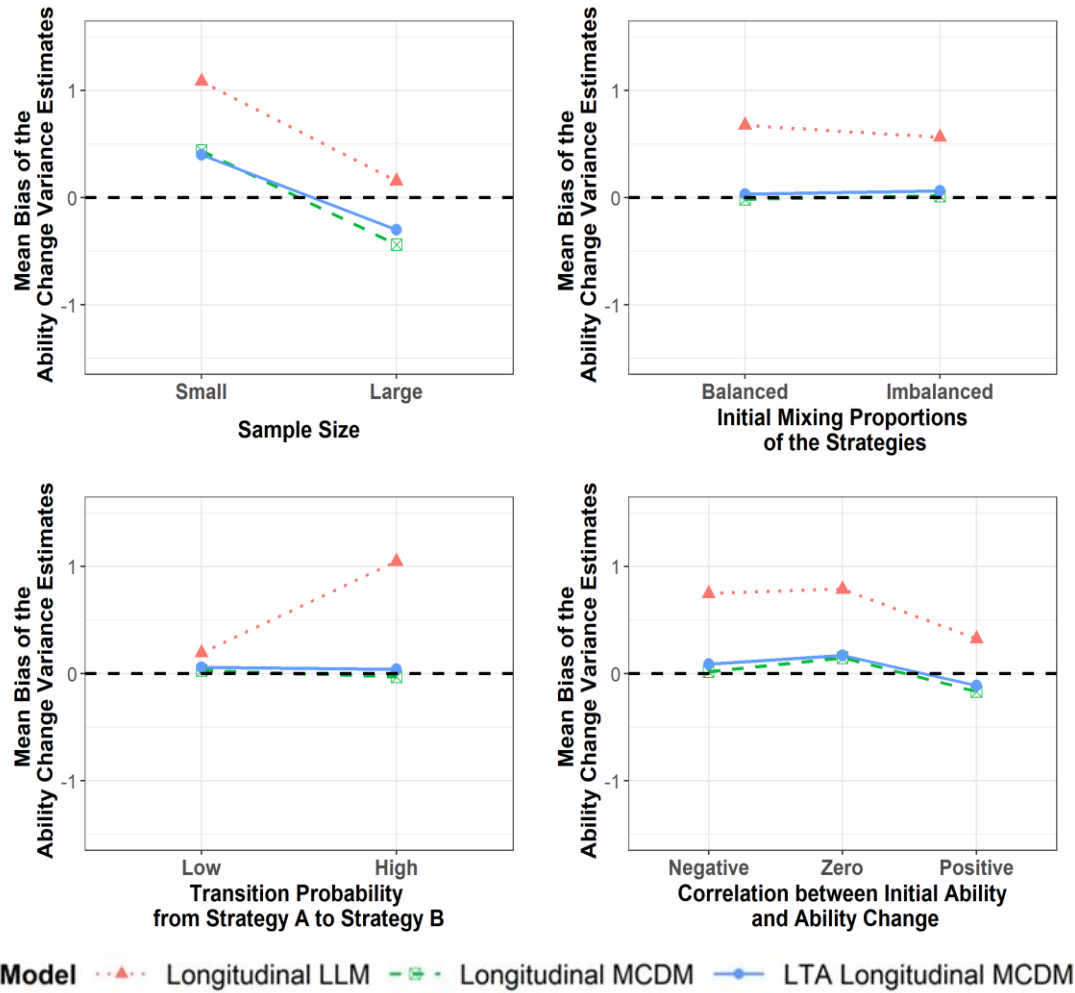 Mean Bias of the
Ability Change Variance Estimates
1
0
-1
Small Large
Sample Size
Mean Bias of the
Ability Change Variance Estimates
1
0
-1
Balanced Imbalanced
Initial Mixing Proportions
of the Strategies
Mean Bias of the
Ability Change Variance Estimates
1
0
-1
Low High
Transition Probability
from Strategy A to Strategy B
Mean Bias of the
Ability Change Variance Estimates
1
0
-1
Negative Zero Positive
Correlation between Initial Ability
and Ability Change
Model Longitudinal LLM Longitudinal MCDM LTA Longitudinal MCDM